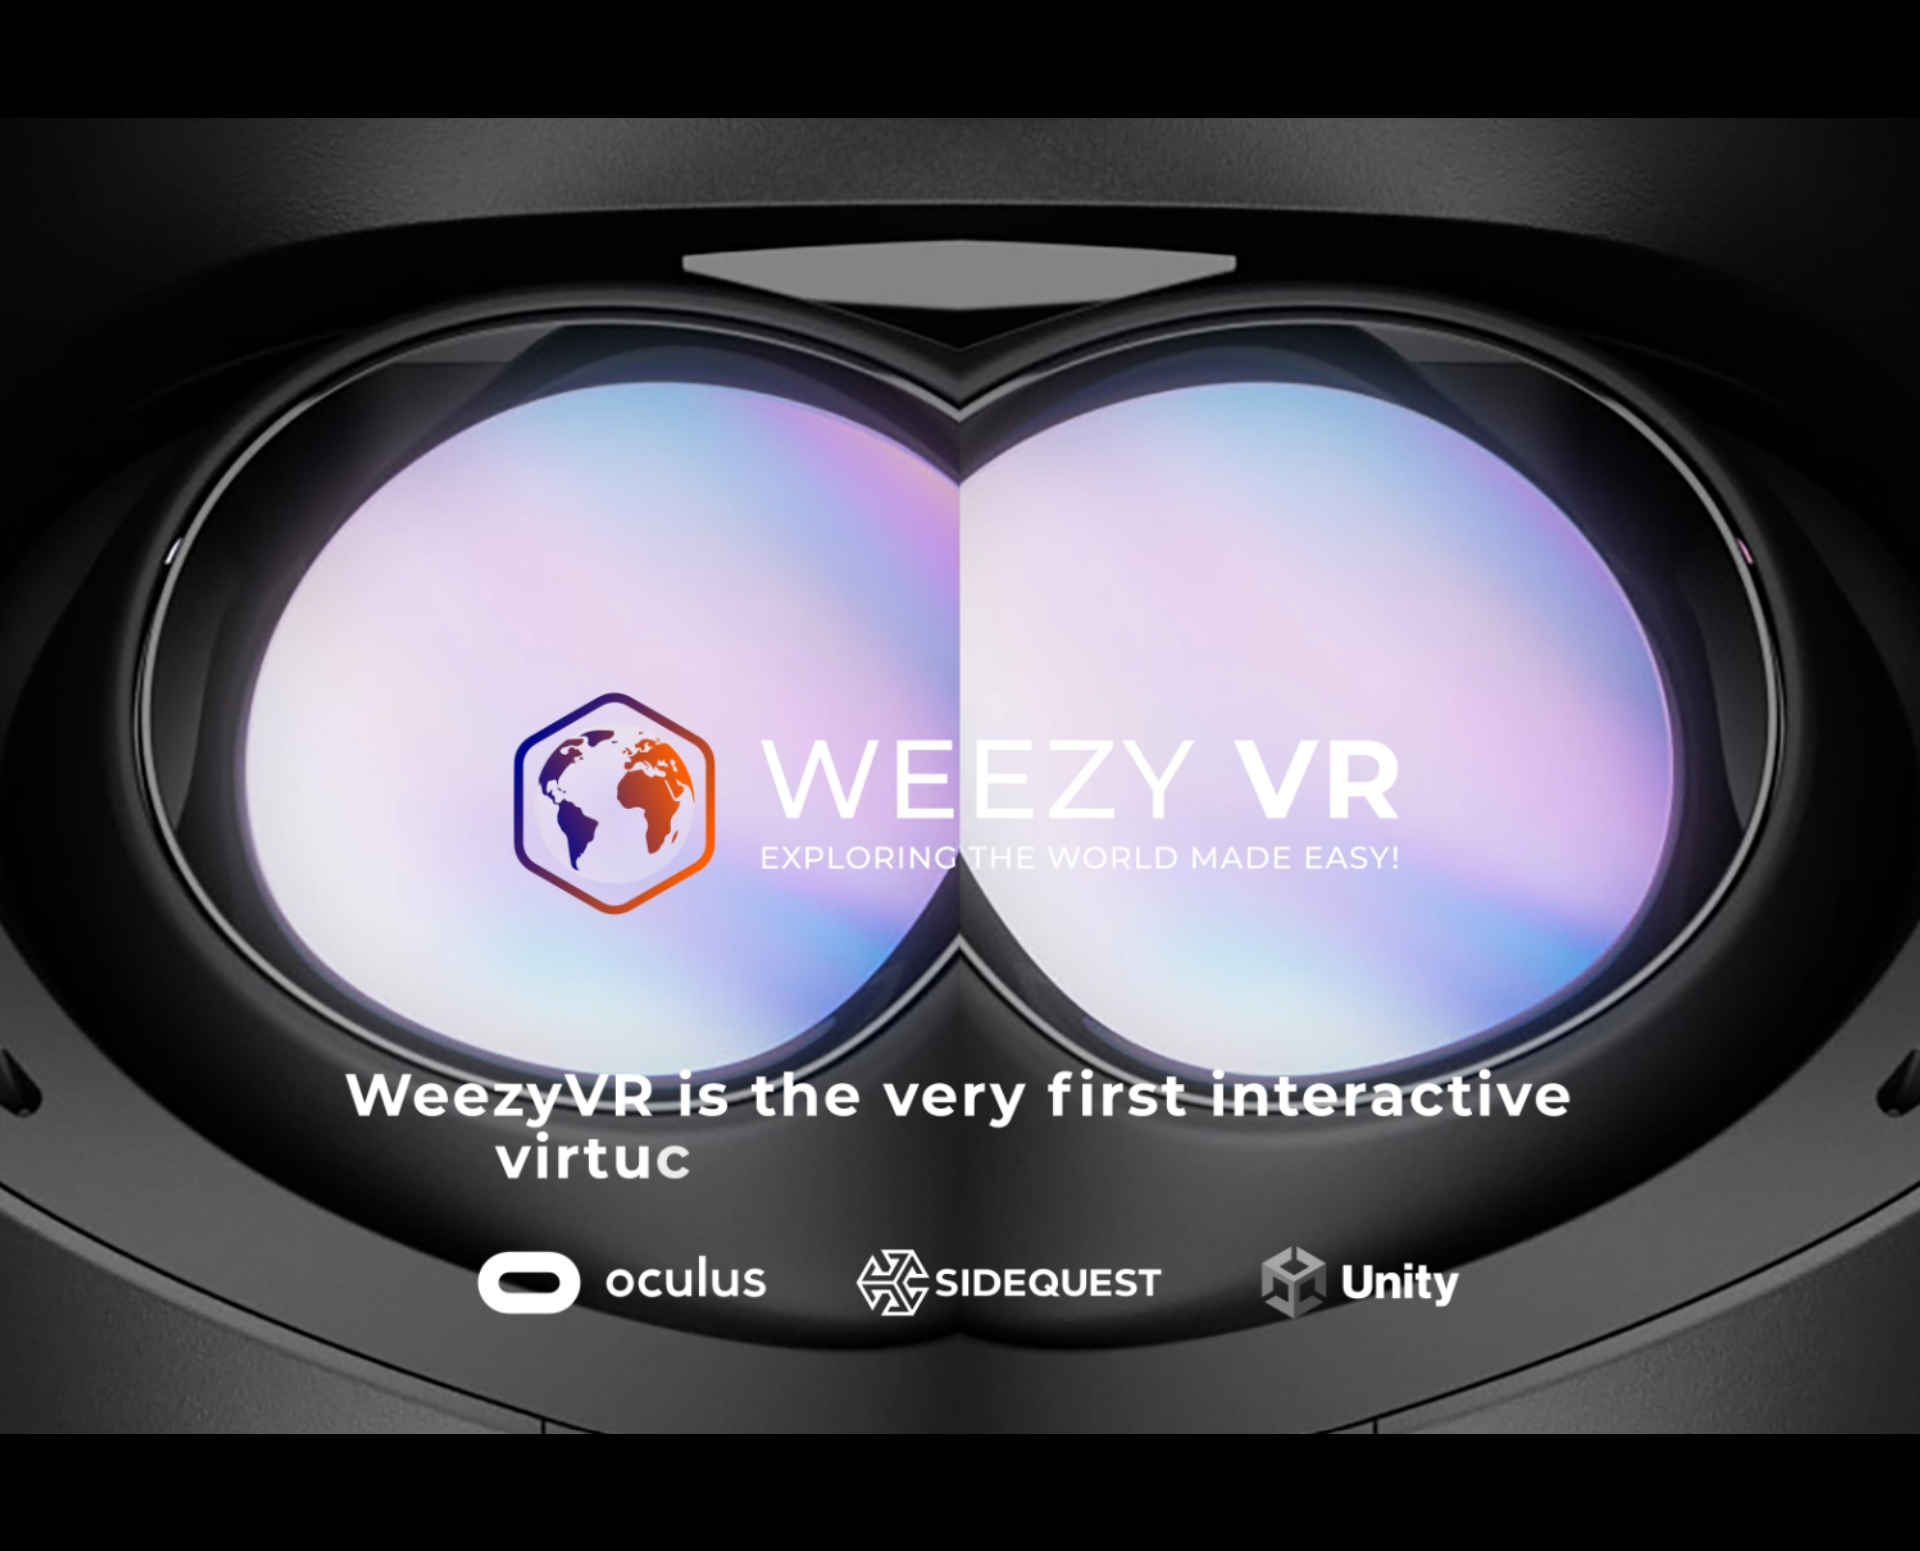 WEEZY VR
EXPLORING THE WORLD MADE EASY!
WeezyVR is the very first interactive
virtuc
oculus
SIDEQUEST
Unity